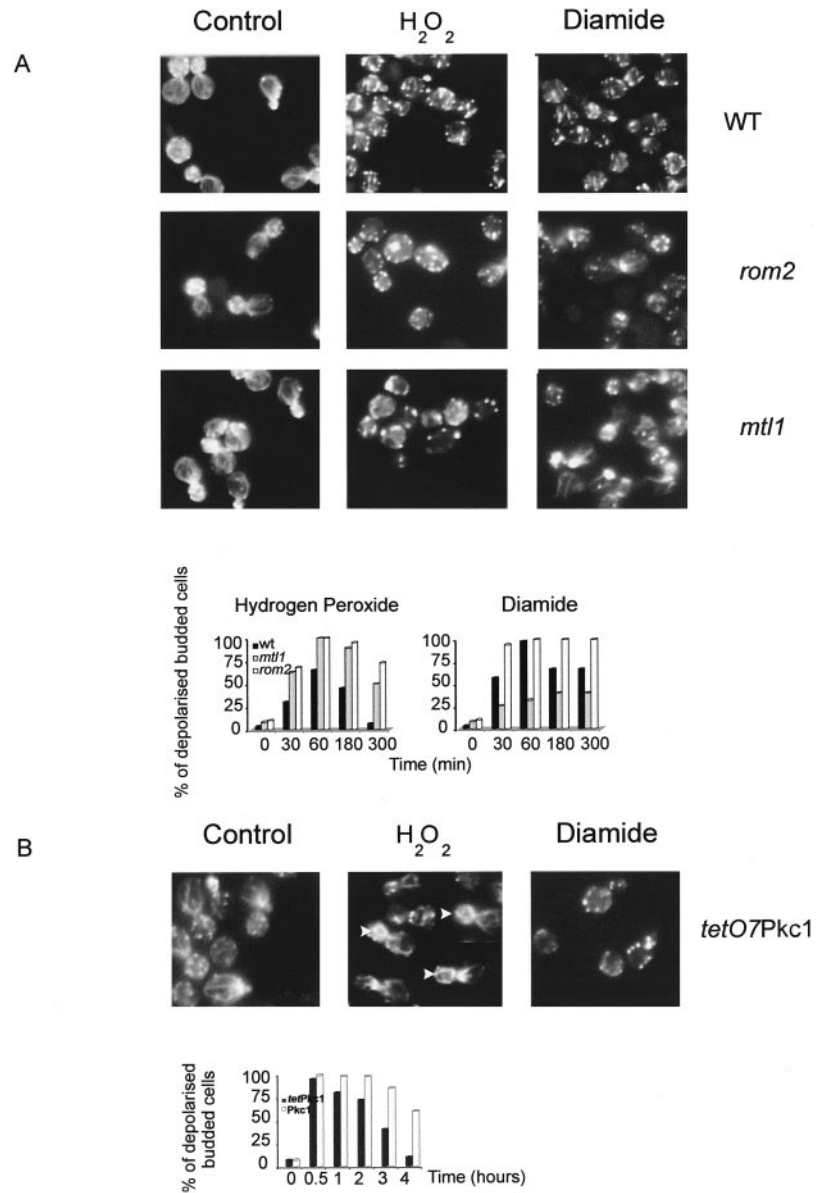 Control H2O2 Diamide
A
WT
rom2
mtl1
% of depolarised budded cells
Hydrogen Peroxide
100
75
50
25
0
wt
mtl1
rom2
0 30 60 180 300
Diamide
100
75
50
25
0
0 30 60 180 300
Time (min)
B
Control H2O2 Diamide
tetO7Pkc1
% of depolarised
budded cells
100
75
50
25
0
tetPkc1
Pkc1
0 0.5 1 2 3 4 Time (hours)